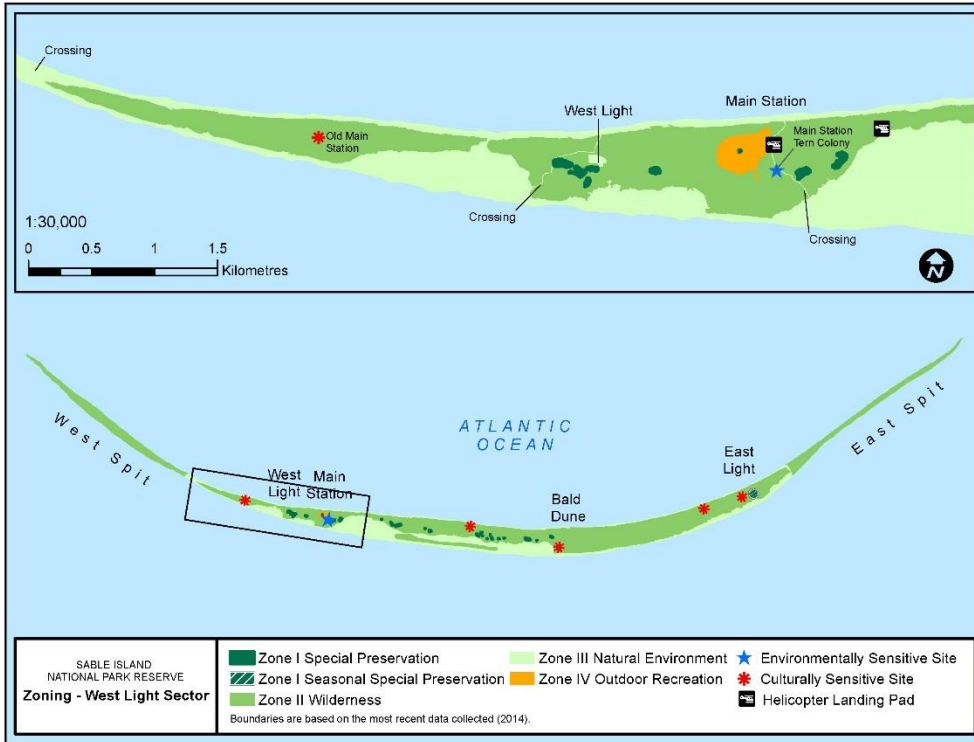 Crossing
West Light
Main Station
Old Main
Station
Main Station
Tern Colony
Crossing
Crossing
1:30,000
0 0.5 1 1.5
Kilometres
N
West Spit
ATLANTIC
OCEAN
East Spit
West
Light
Main
Station
Bald
Dune
East
Light
SABLE ISLAND
NATIONAL PARK RESERVE
Zoning - West Light Sector
Zone I Special Preservation
Zone I Seasonal Special Preservation
Zone II Wilderness
Zone III Natural Environment
Zone IV Outdoor Recreation
Environmentally Sensitive Site
Culturally Sensitive Site
Helicopter Landing Pad
Boundaries are based on the most recent data collected (2014).